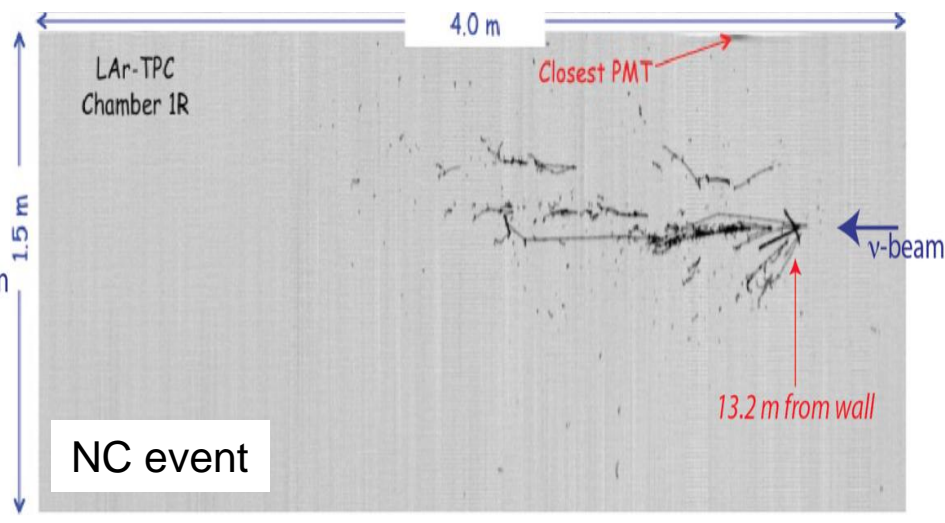 4.0 m
LAr-TPC
Chamber 1R
Closest PMT
1.5 m
ν-beam
13.2 m from wall
NC event